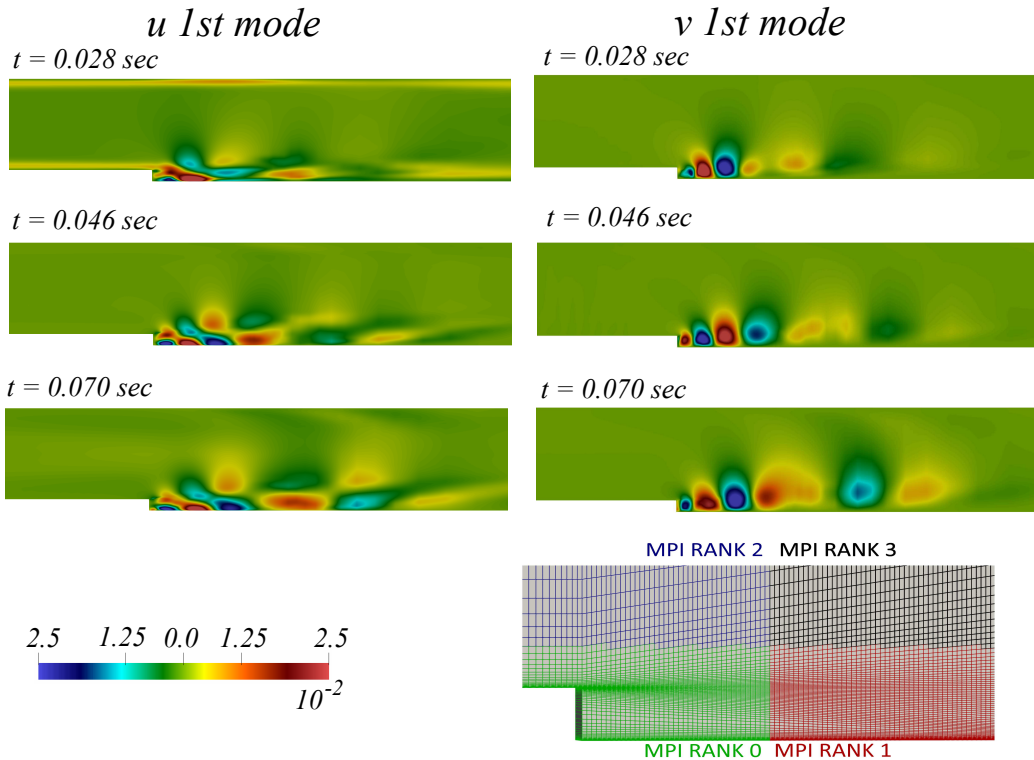 u 1st mode
v 1st mode
t = 0.028 sec
t = 0.028 sec
t = 0.046 sec
t = 0.046 sec
t = 0.070 sec
t = 0.070 sec
MPI RANK 2 MPI RANK 3
2.5 1.25 0.0 1.25 2.5
10^-2
MPI RANK 0 MPI RANK 1